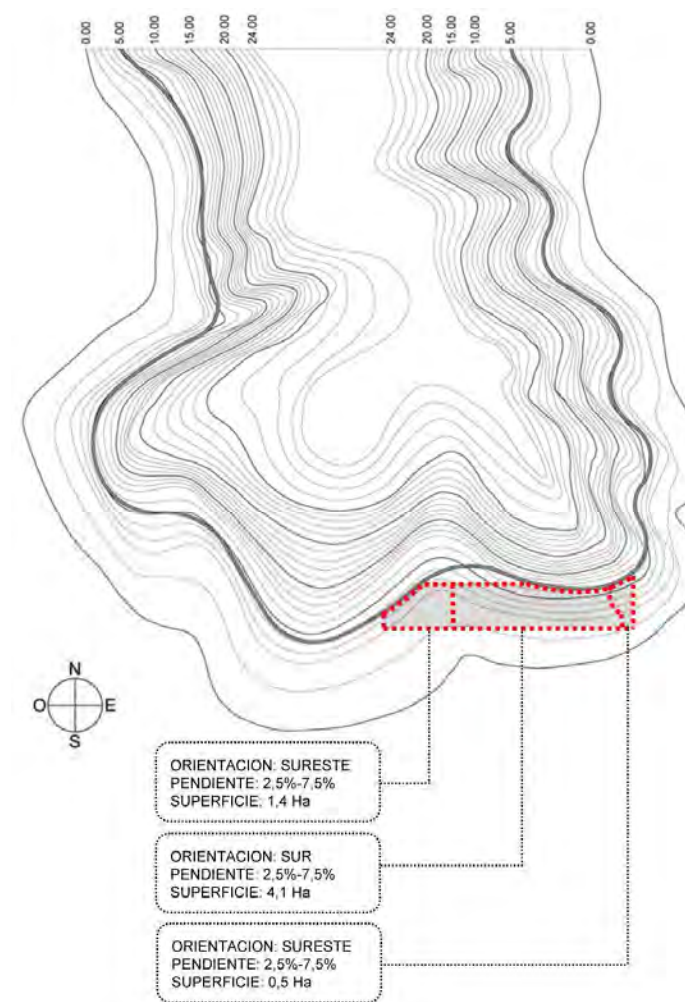 0.00 5.00 10.00 15.00 20.00 24.00 24.00 20.00 15.00 10.00 5.00 0.00
N
O E
S
ORIENTACION: SURESTE
PENDIENTE: 2,5%-7,5%
SUPERFICIE: 1,4 Ha
ORIENTACION: SUR
PENDIENTE: 2,5%-7,5%
SUPERFICIE: 4,1 Ha
ORIENTACION: SURESTE
PENDIENTE: 2,5%-7,5%
SUPERFICIE: 0,5 Ha